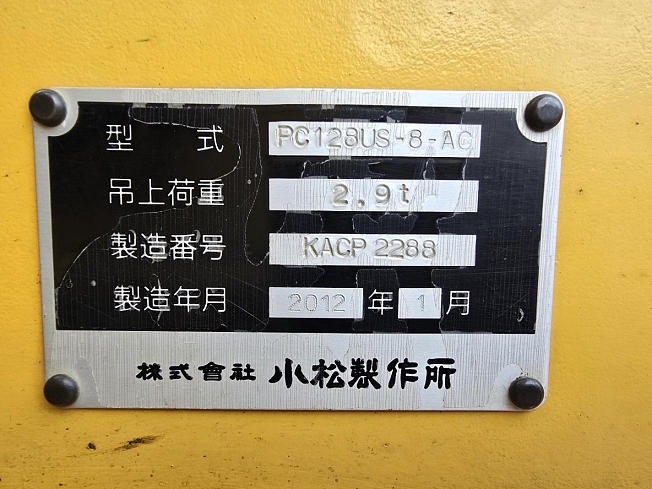 型 式 PC128US-8-AC
吊上荷重 2.9t
製造番号 KACP 2288
製造年月 2012 年 1 月
株式會社 小松製作所